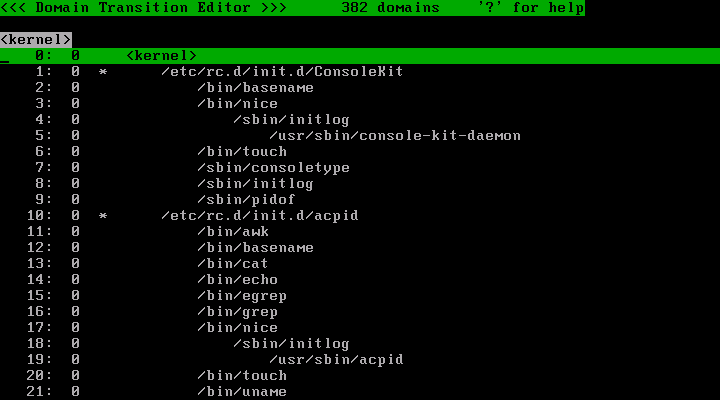 <<< Domain Transition Editor >>>      382 domains    '?' for help
<kernel>
0:  0     <kernel>
1:  0  *      /etc/rc.d/init.d/ConsoleKit
2:  0             /bin/basename
3:  0             /bin/nice
4:  0                 /sbin/initlog
5:  0                     /usr/sbin/console-kit-daemon
6:  0             /bin/touch
7:  0             /sbin/consoletype
8:  0             /sbin/initlog
9:  0             /sbin/pidof
10:  0  *      /etc/rc.d/init.d/acpid
11:  0             /bin/awk
12:  0             /bin/basename
13:  0             /bin/cat
14:  0             /bin/echo
15:  0             /bin/egrep
16:  0             /bin/grep
17:  0             /bin/nice
18:  0                 /sbin/initlog
19:  0                     /usr/sbin/acpid
20:  0             /bin/touch
21:  0             /bin/uname